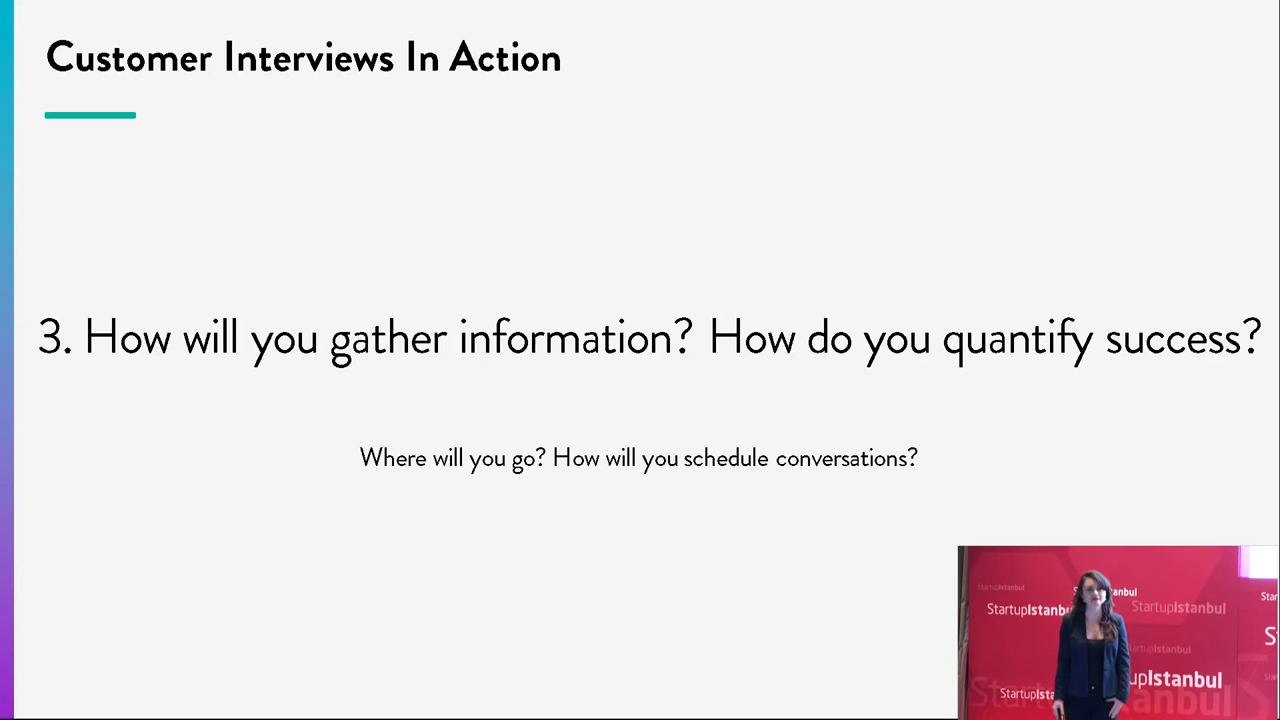 Customer Interviews In Action
3. How will you gather information? How do you quantify success?
Where will you go? How will you schedule conversations?
StartupIstanbul
StartupIstanbul
StartupIstanbul